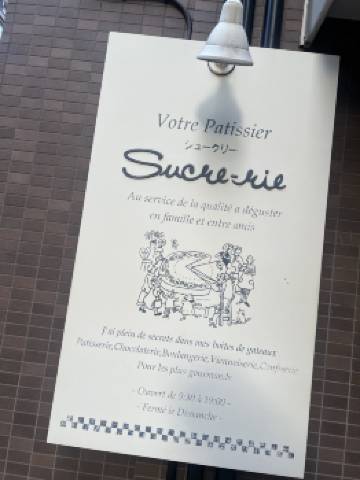 Votre Patissier
シュークリー
Sucre-rie
Au service de la qualité a déguster
en famille et entre amis
J'ai plein de secrets dans mes boîtes de gateaux
Patisserie,Chocolaterie,Boulangerie,Viennoiserie,Confiserie
Pour les plus gourmands
- Ouvert de 9:30 à 19:00 -
- Fermé le Dimanche -